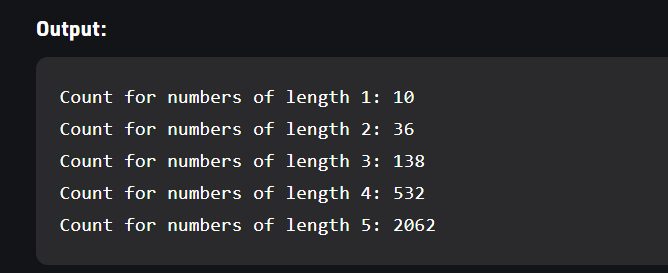 Output:
Count for numbers of length 1: 10
Count for numbers of length 2: 36
Count for numbers of length 3: 138
Count for numbers of length 4: 532
Count for numbers of length 5: 2062